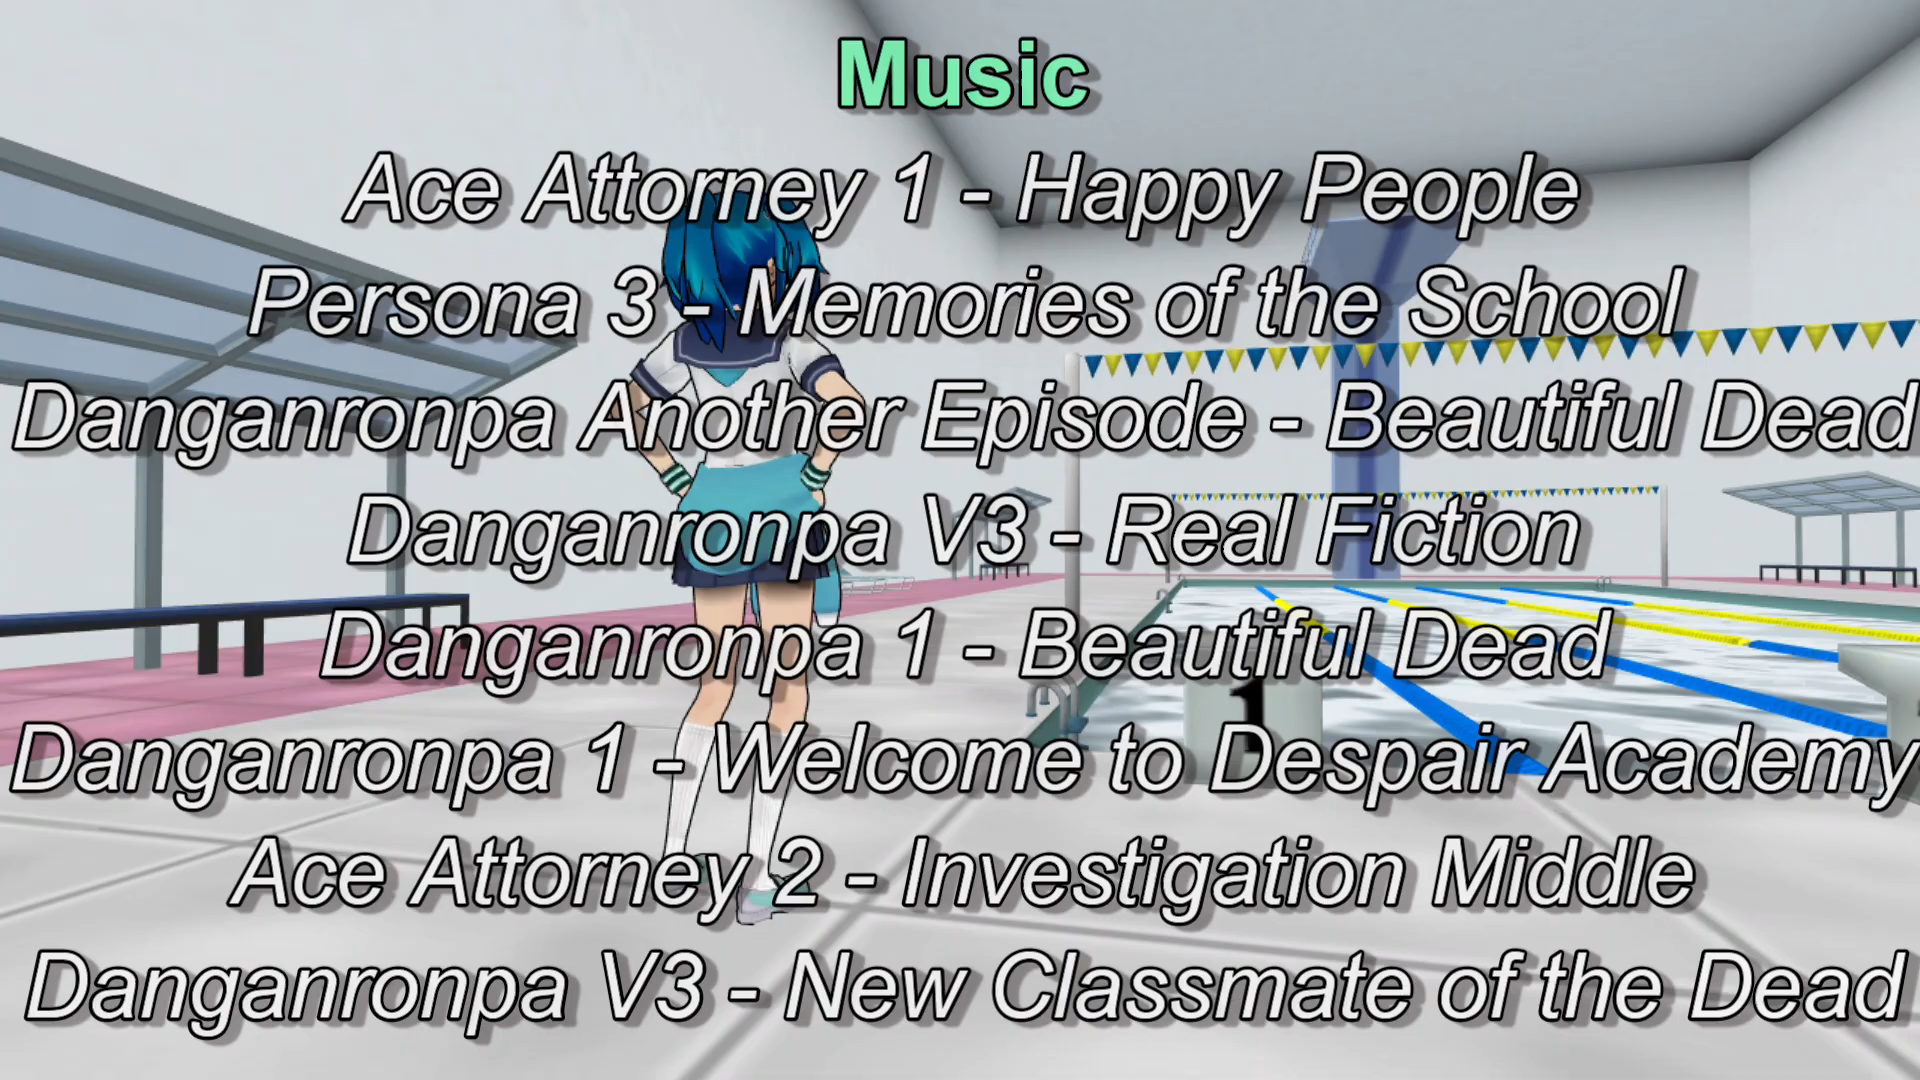 Music
Ace Attorney 1 - Happy People
Persona 3 - Memories of the School
Danganronpa Another Episode - Beautiful Dead
Danganronpa V3 - Real Fiction
Danganronpa 1 - Beautiful Dead
1
Danganronpa 1 - Welcome to Despair Academy
Ace Attorney 2 - Investigation Middle
Danganronpa V3 - New Classmate of the Dead